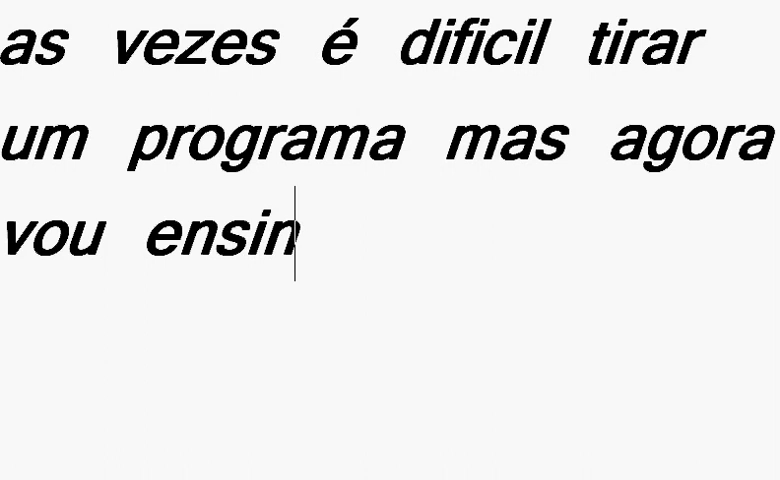 as vezes é dificil tirar
um programa mas agora
vou ensin